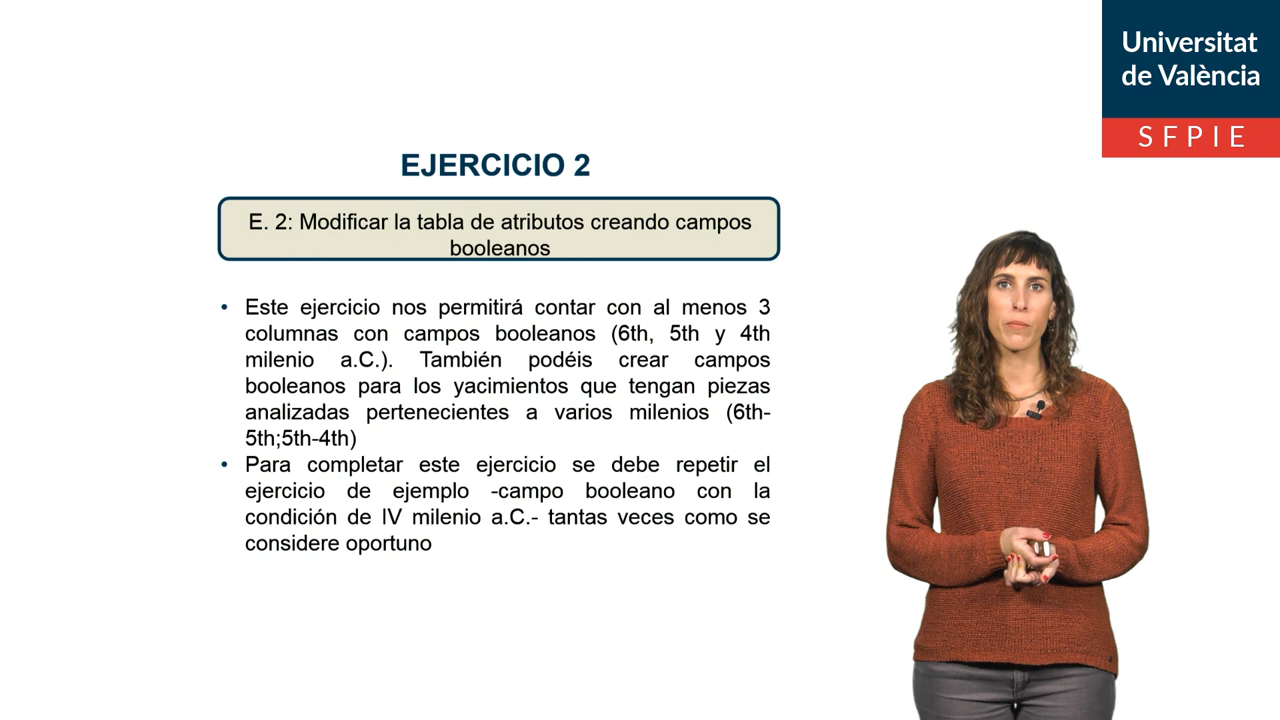 Universitat
de València
SFPIE
EJERCICIO 2
E. 2: Modificar la tabla de atributos creando campos
booleanos
• Este ejercicio nos permitirá contar con al menos 3
columnas con campos booleanos (6th, 5th y 4th
milenio a.C.). También podéis crear campos
booleanos para los yacimientos que tengan piezas
analizadas pertenecientes a varios milenios (6th-
5th;5th-4th)
• Para completar este ejercicio se debe repetir el
ejercicio de ejemplo -campo booleano con la
condición de IV milenio a.C.- tantas veces como se
considere oportuno